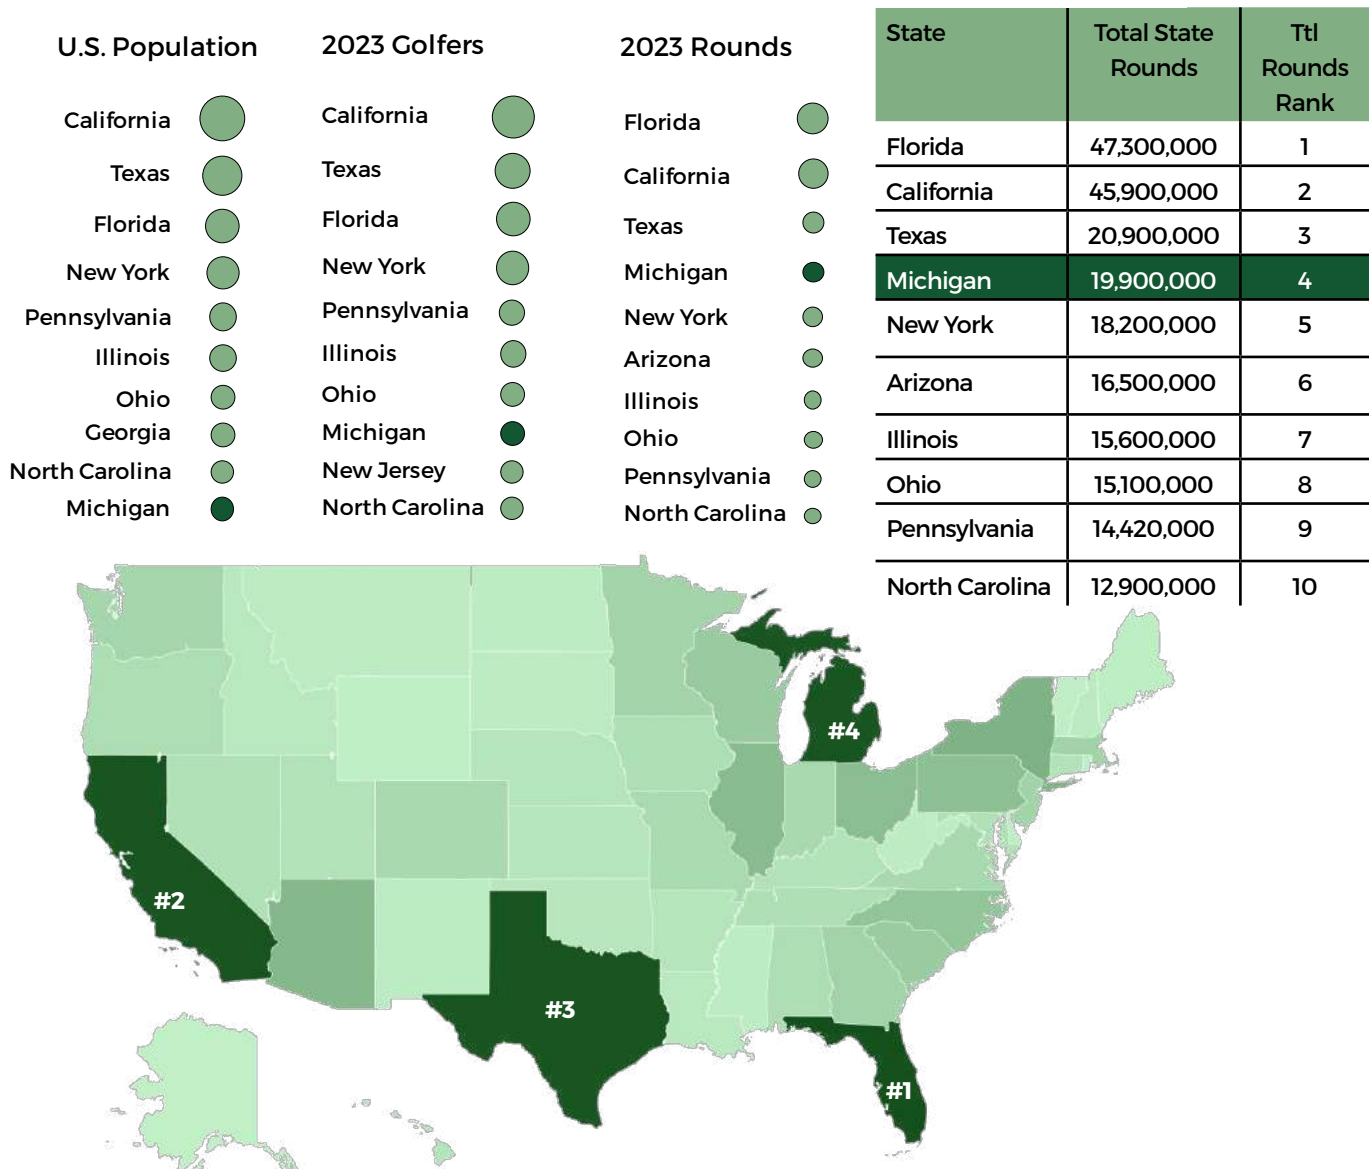 U.S. Population
California
Texas
Florida
New York
Pennsylvania
Illinois
Ohio
Georgia
North Carolina
Michigan
2023 Golfers
California
Texas
Florida
New York
Pennsylvania
Illinois
Ohio
Michigan
New Jersey
North Carolina
2023 Rounds
Florida
California
Texas
Michigan
New York
Arizona
Illinois
Ohio
Pennsylvania
North Carolina
State Total State Ttl
Rounds Rounds
Rank
Florida 47,300,000 1
California 45,900,000 2
Texas 20,900,000 3
Michigan 19,900,000 4
New York 18,200,000 5
Arizona 16,500,000 6
Illinois 15,600,000 7
Ohio 15,100,000 8
Pennsylvania 14,420,000 9
North Carolina 12,900,000 10
#4
#2
#3
#1